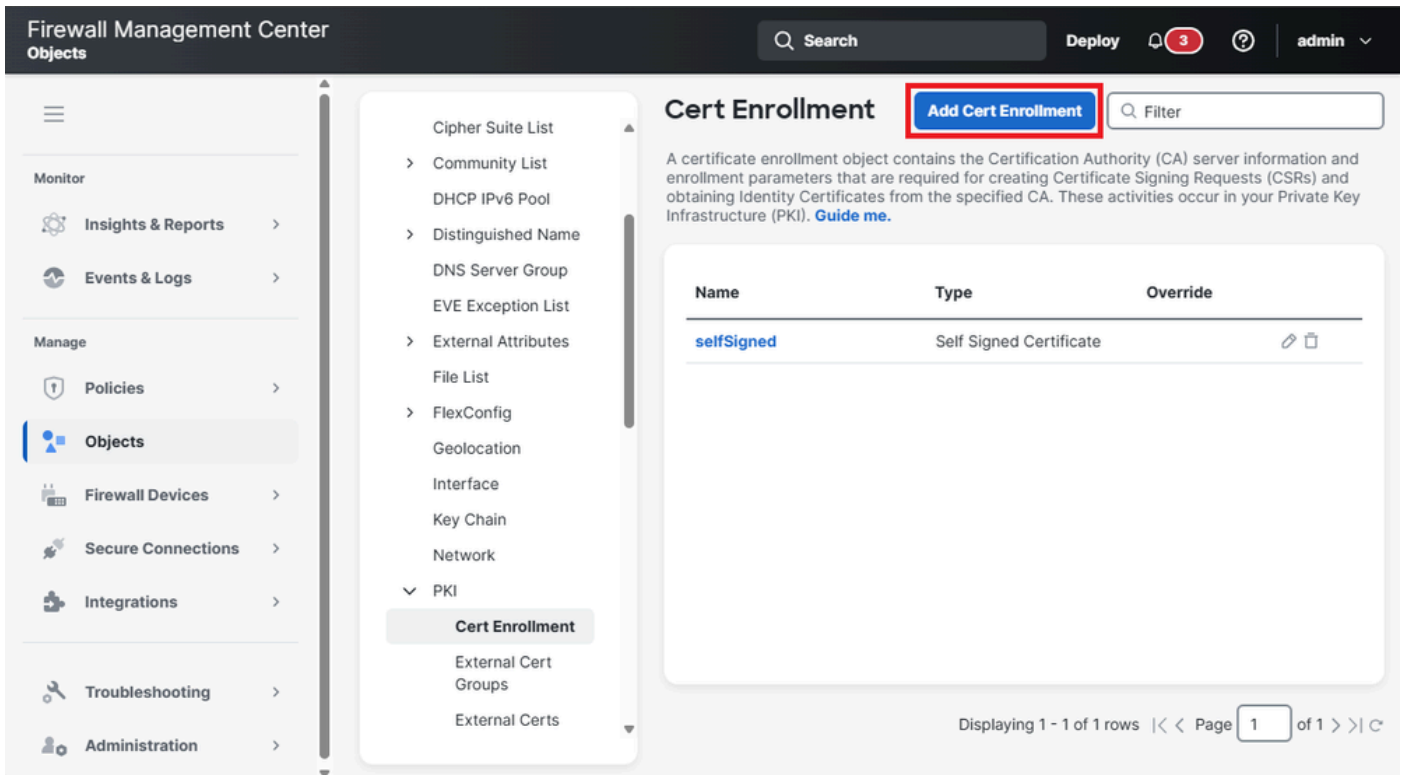 Firewall Management Center
Objects
Search
Deploy
3
admin
Monitor
Insights & Reports
Events & Logs
Manage
Policies
Objects
Firewall Devices
Secure Connections
Integrations
Troubleshooting
Administration
Cipher Suite List
Community List
DHCP IPv6 Pool
Distinguished Name
DNS Server Group
EVE Exception List
External Attributes
File List
FlexConfig
Geolocation
Interface
Key Chain
Network
PKI
Cert Enrollment
External Cert
Groups
External Certs
Cert Enrollment
Add Cert Enrollment
Filter
A certificate enrollment object contains the Certification Authority (CA) server information and
enrollment parameters that are required for creating Certificate Signing Requests (CSRs) and
obtaining Identity Certificates from the specified CA. These activities occur in your Private Key
Infrastructure (PKI). Guide me.
Name Type Override
selfSigned Self Signed Certificate
Displaying 1 - 1 of 1 rows |< < Page 1 of 1 > >|